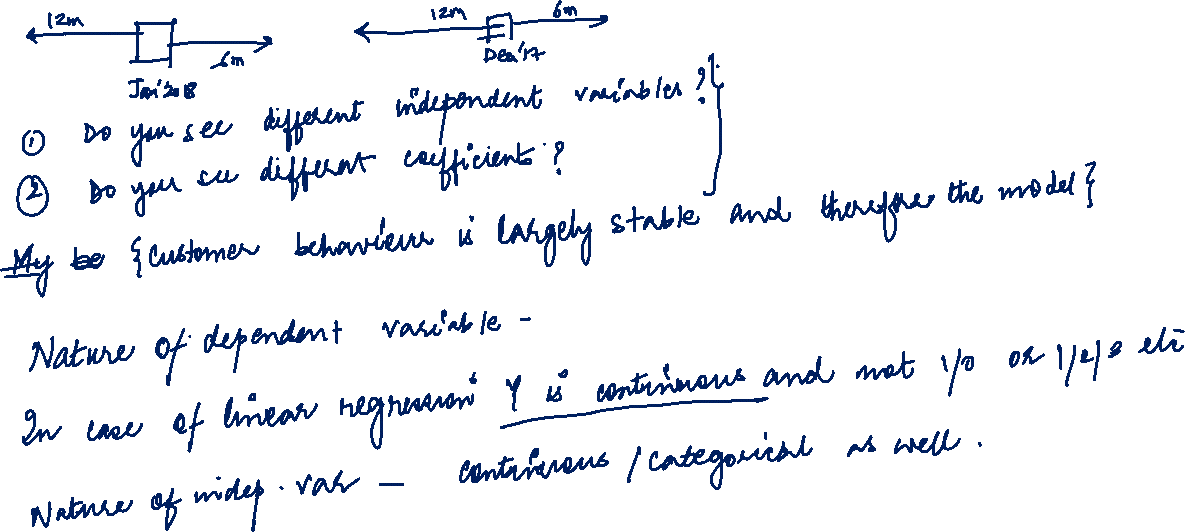 12m 6m 12m 6m
Jan'2018 Dec'17
① Do you see different independent variables?
② Do you see different coefficients?
My be {customer behaviour is largely stable and therefore the model}
Nature of dependent variable -
In case of linear regression Y is continuous and not 1/0 or 1/2/3 etc
Nature of indep. var - continuous / categorical as well.